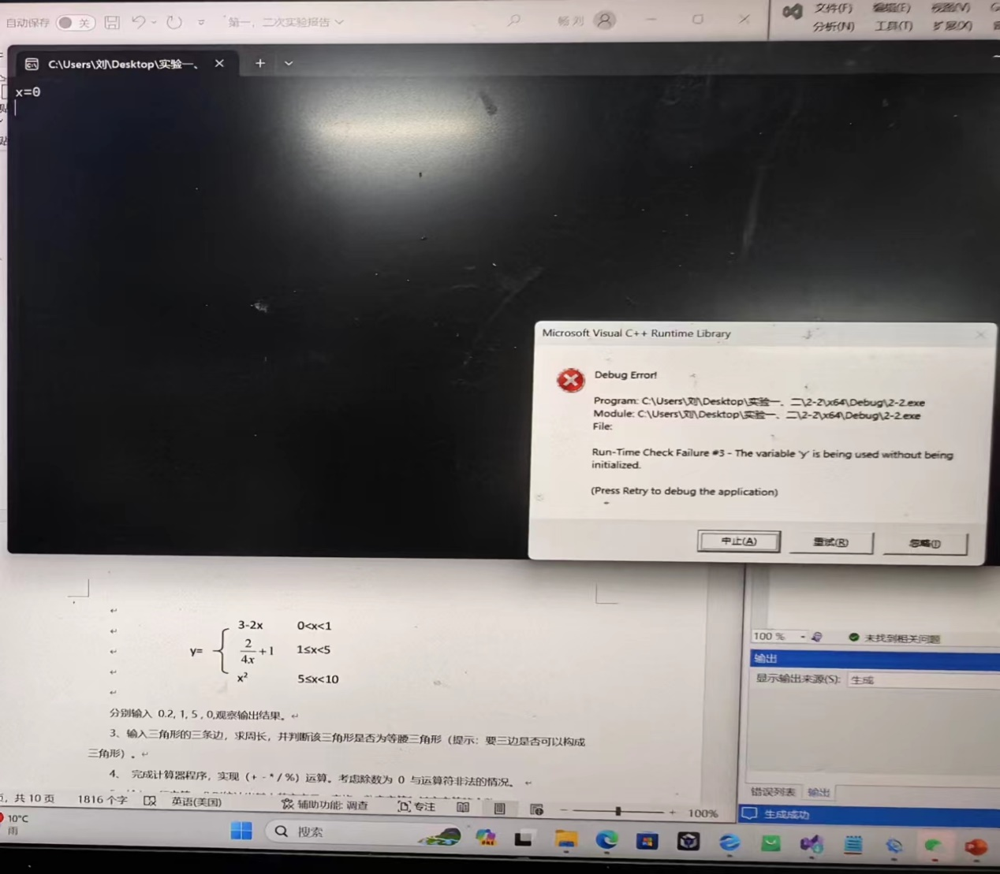 自动保存 关 第一，二次实验报告 畅 刘
文件(F) 编辑(E) 视图(V)
分析(N) 工具(T) 扩展(X)
C:\Users\刘\Desktop\实验一、
x=0
Microsoft Visual C++ Runtime Library
Debug Error!
Program: C:\Users\刘\Desktop\实验一、二\2-2\x64\Debug\2-2.exe
Module: C:\Users\刘\Desktop\实验一、二\2-2\x64\Debug\2-2.exe
File:
Run-Time Check Failure #3 - The variable 'y' is being used without being
initialized.
(Press Retry to debug the application)
中止(A) 重试(R) 忽略(I)
3-2x 0<x<1
y= 2/4x +1 1≤x<5
x² 5≤x<10
分别输入 0.2, 1, 5 , 0,观察输出结果。
3、输入三角形的三条边，求周长，并判断该三角形是否为等腰三角形（提示：要三边是否可以构成
三角形）。
4、 完成计算器程序，实现（+ - * / %）运算。考虑除数为 0 与运算符非法的情况。
100 % 未找到相关问题
输出
显示输出来源(S): 生成
错误列表 输出
页，共 10 页 1816 个字 英语(美国) 辅助功能: 调查 专注 100%
生成成功
10°C
雨
搜索